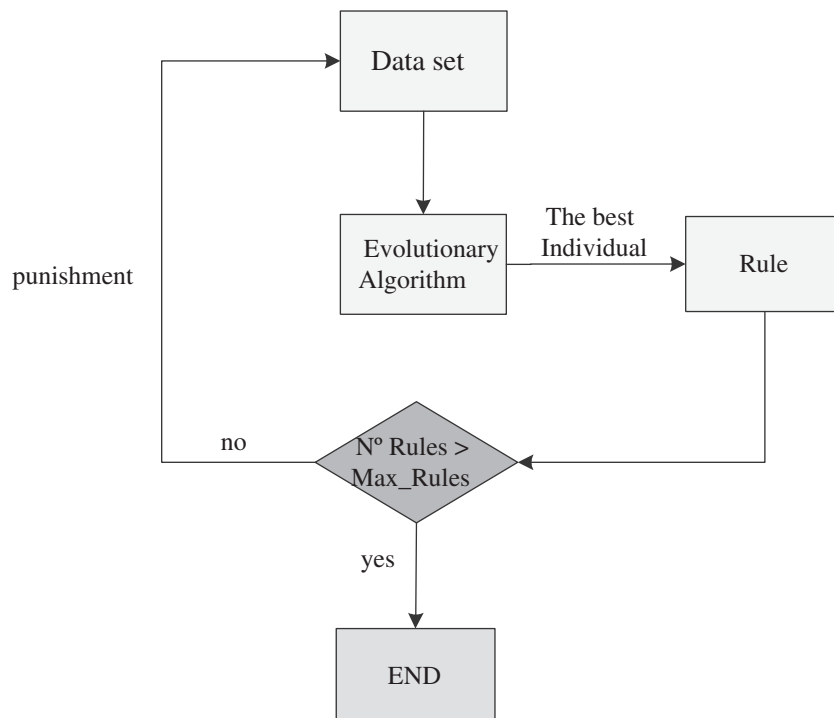 Data set
The best
Individual
Evolutionary
Algorithm
Rule
punishment
no
Nº Rules >
Max_Rules
yes
END